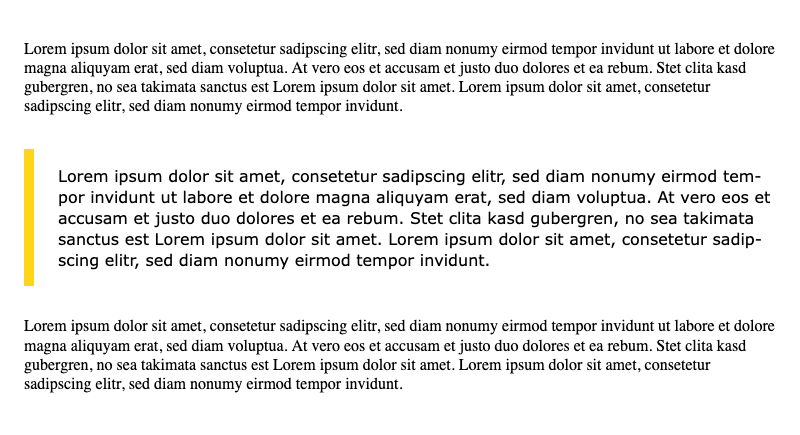 Lorem ipsum dolor sit amet, consetetur sadipscing elitr, sed diam nonumy eirmod tempor invidunt ut labore et dolore
magna aliquyam erat, sed diam voluptua. At vero eos et accusam et justo duo dolores et ea rebum. Stet clita kasd
gubergren, no sea takimata sanctus est Lorem ipsum dolor sit amet. Lorem ipsum dolor sit amet, consetetur
sadipscing elitr, sed diam nonumy eirmod tempor invidunt.
Lorem ipsum dolor sit amet, consetetur sadipscing elitr, sed diam nonumy eirmod tem-
por invidunt ut labore et dolore magna aliquyam erat, sed diam voluptua. At vero eos et
accusam et justo duo dolores et ea rebum. Stet clita kasd gubergren, no sea takimata
sanctus est Lorem ipsum dolor sit amet. Lorem ipsum dolor sit amet, consetetur sadip-
scing elitr, sed diam nonumy eirmod tempor invidunt.
Lorem ipsum dolor sit amet, consetetur sadipscing elitr, sed diam nonumy eirmod tempor invidunt ut labore et dolore
magna aliquyam erat, sed diam voluptua. At vero eos et accusam et justo duo dolores et ea rebum. Stet clita kasd
gubergren, no sea takimata sanctus est Lorem ipsum dolor sit amet. Lorem ipsum dolor sit amet, consetetur
sadipscing elitr, sed diam nonumy eirmod tempor invidunt.